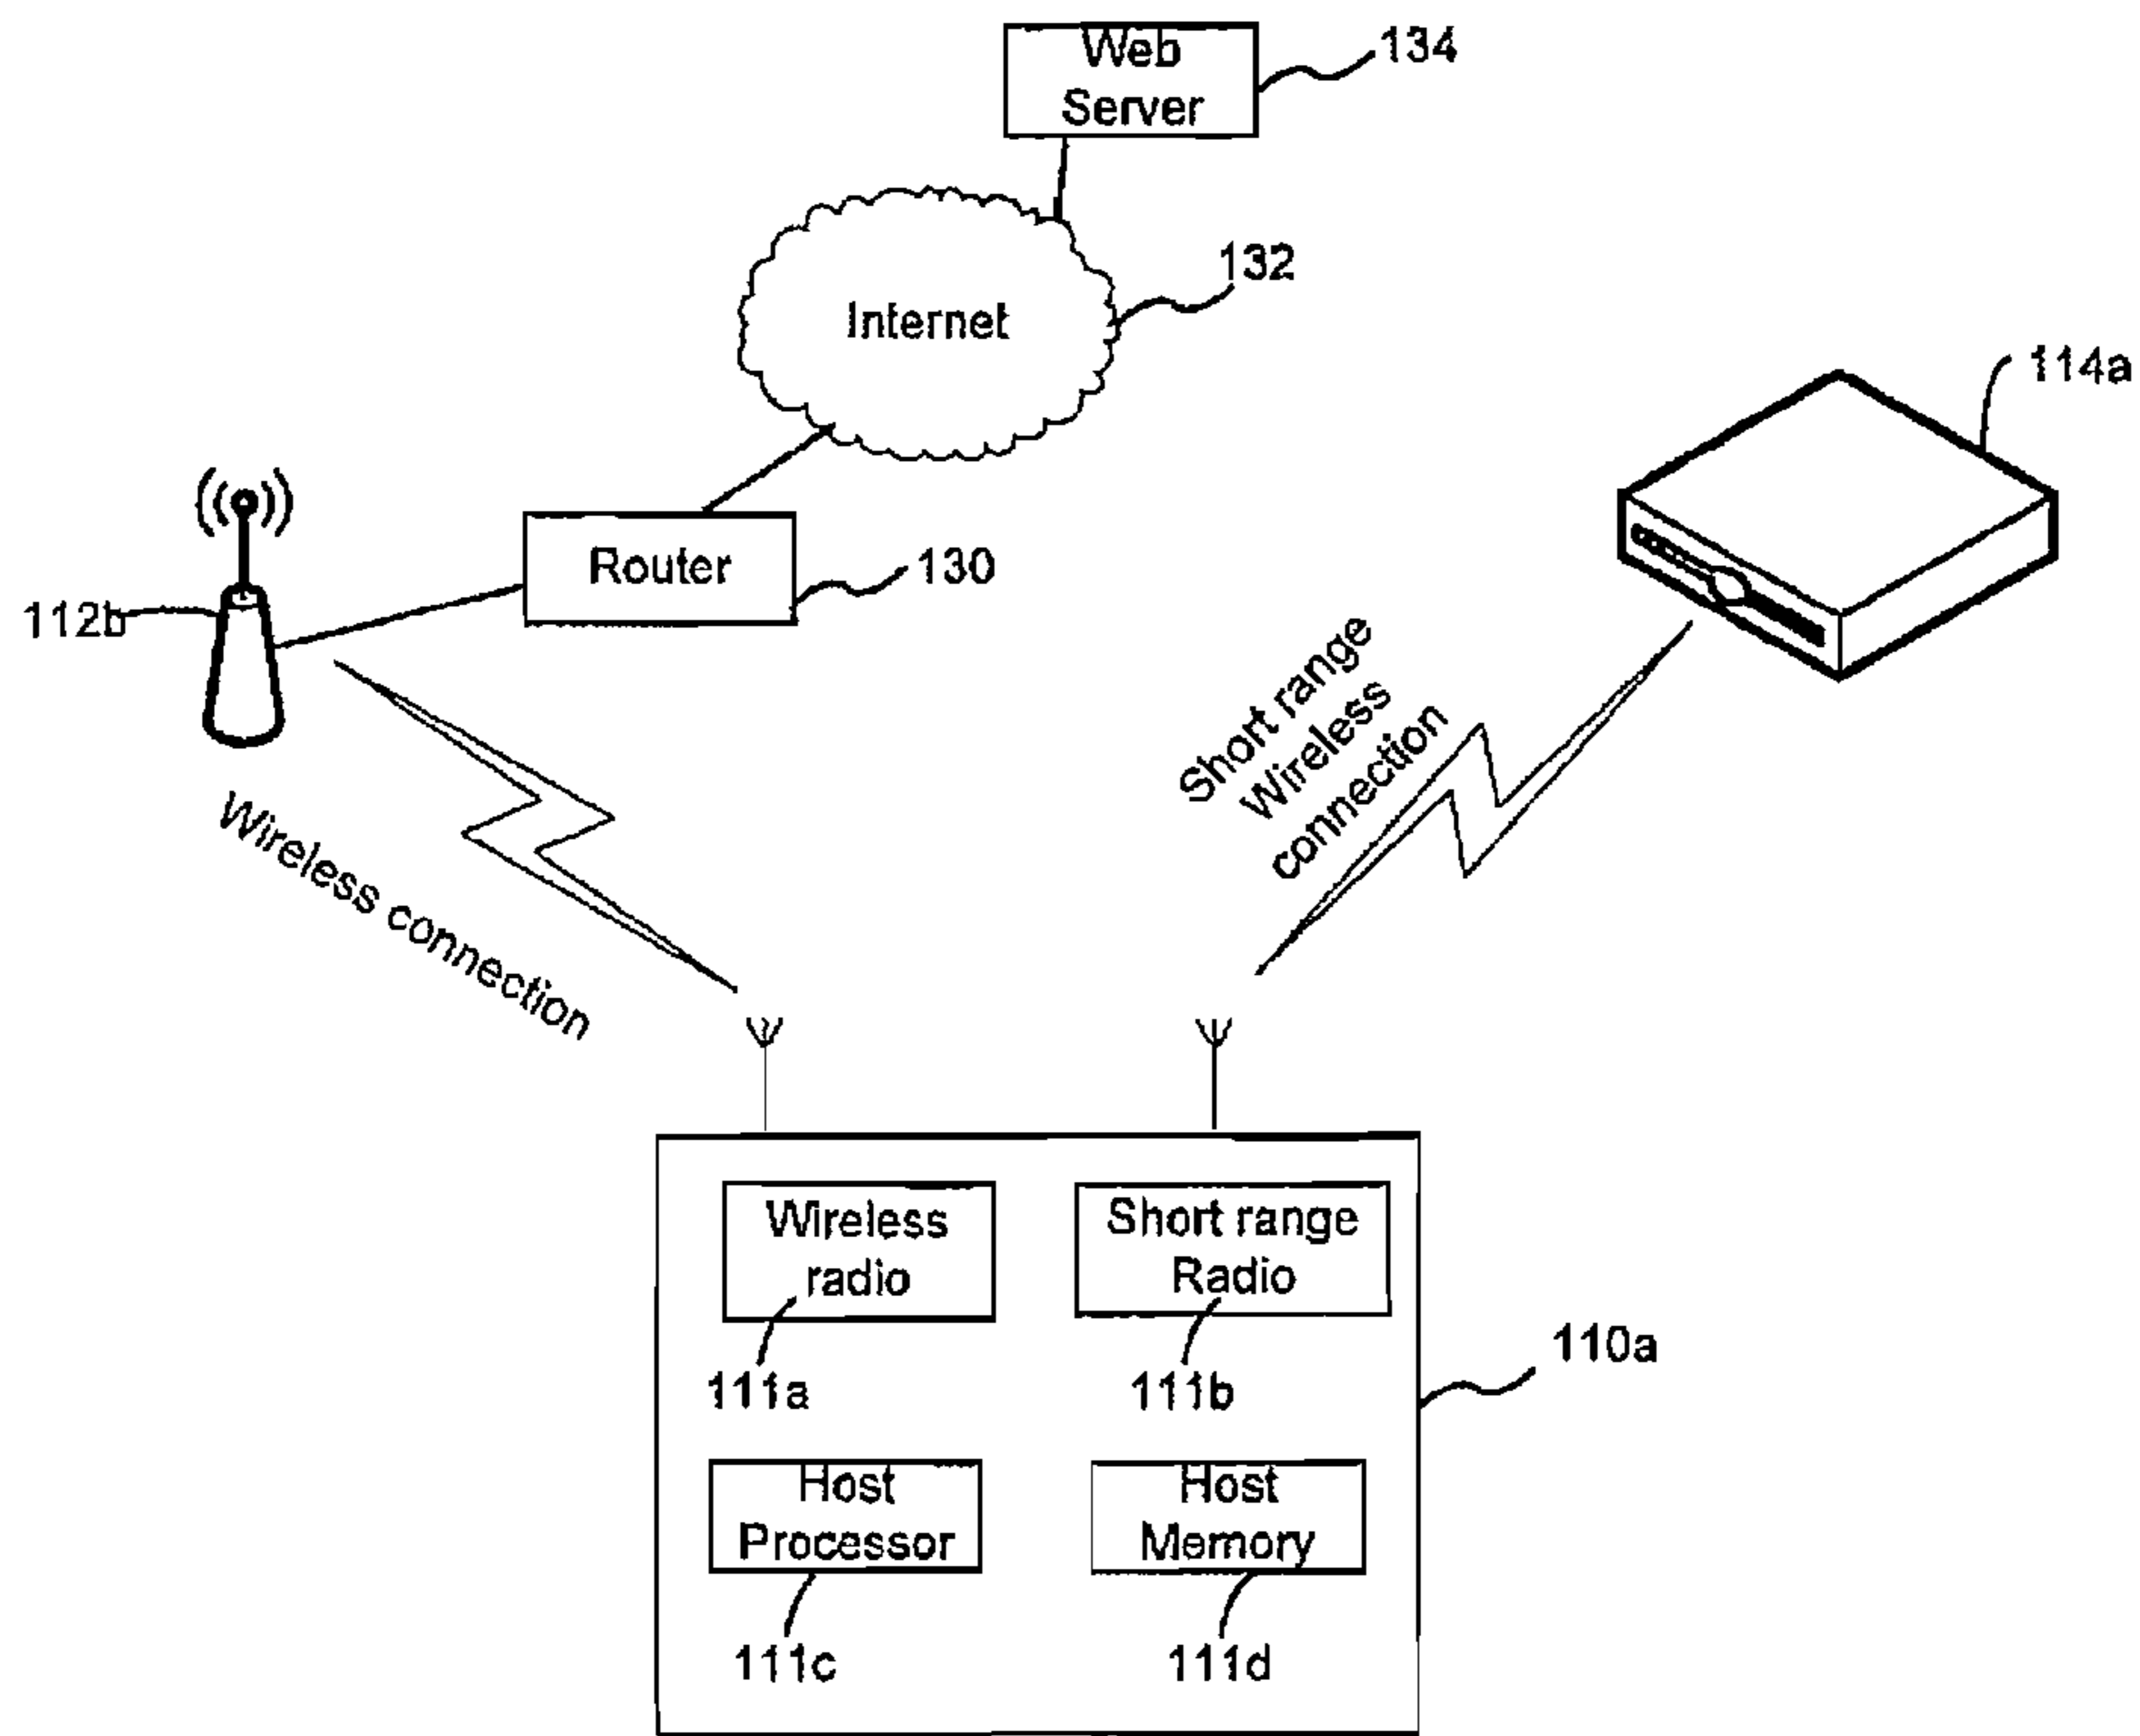 Web
Server
134
Internet
132
114a
Router
130
112b
Short range
Wireless
connection
Wireless connection
Wireless
radio
Short range
Radio
111a
111b
110a
Host
Processor
Host
Memory
111c
111d